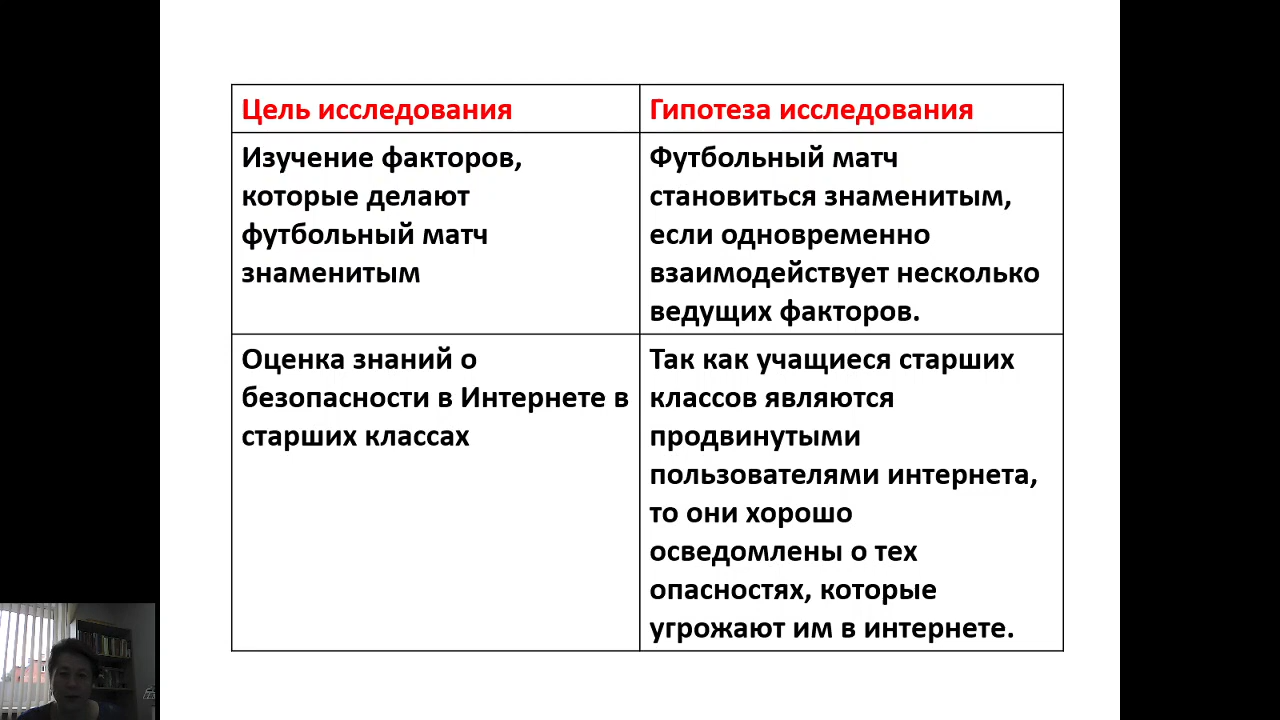 Цель исследования
Гипотеза исследования
Изучение факторов,
которые делают
футбольный матч
знаменитым
Футбольный матч
становиться знаменитым,
если одновременно
взаимодействует несколько
ведущих факторов.
Оценка знаний о
безопасности в Интернете в
старших классах
Так как учащиеся старших
классов являются
продвинутыми
пользователями интернета,
то они хорошо
осведомлены о тех
опасностях, которые
угрожают им в интернете.